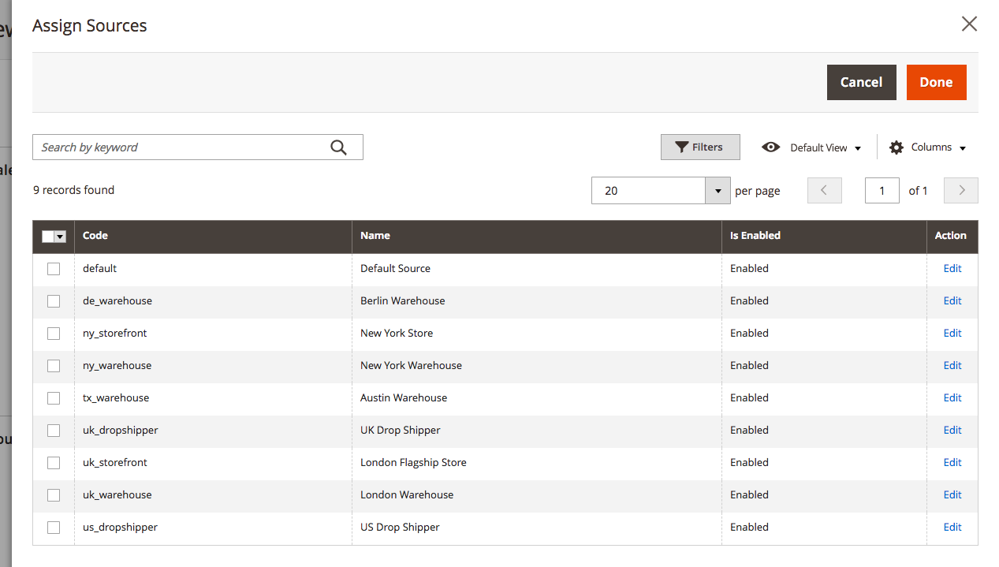 Assign Sources
Cancel Done
Search by keyword Filters Default View Columns
9 records found 20 per page 1 of 1
Code Name Is Enabled Action
default Default Source Enabled Edit
de_warehouse Berlin Warehouse Enabled Edit
ny_storefront New York Store Enabled Edit
ny_warehouse New York Warehouse Enabled Edit
tx_warehouse Austin Warehouse Enabled Edit
uk_dropshipper UK Drop Shipper Enabled Edit
uk_storefront London Flagship Store Enabled Edit
uk_warehouse London Warehouse Enabled Edit
us_dropshipper US Drop Shipper Enabled Edit